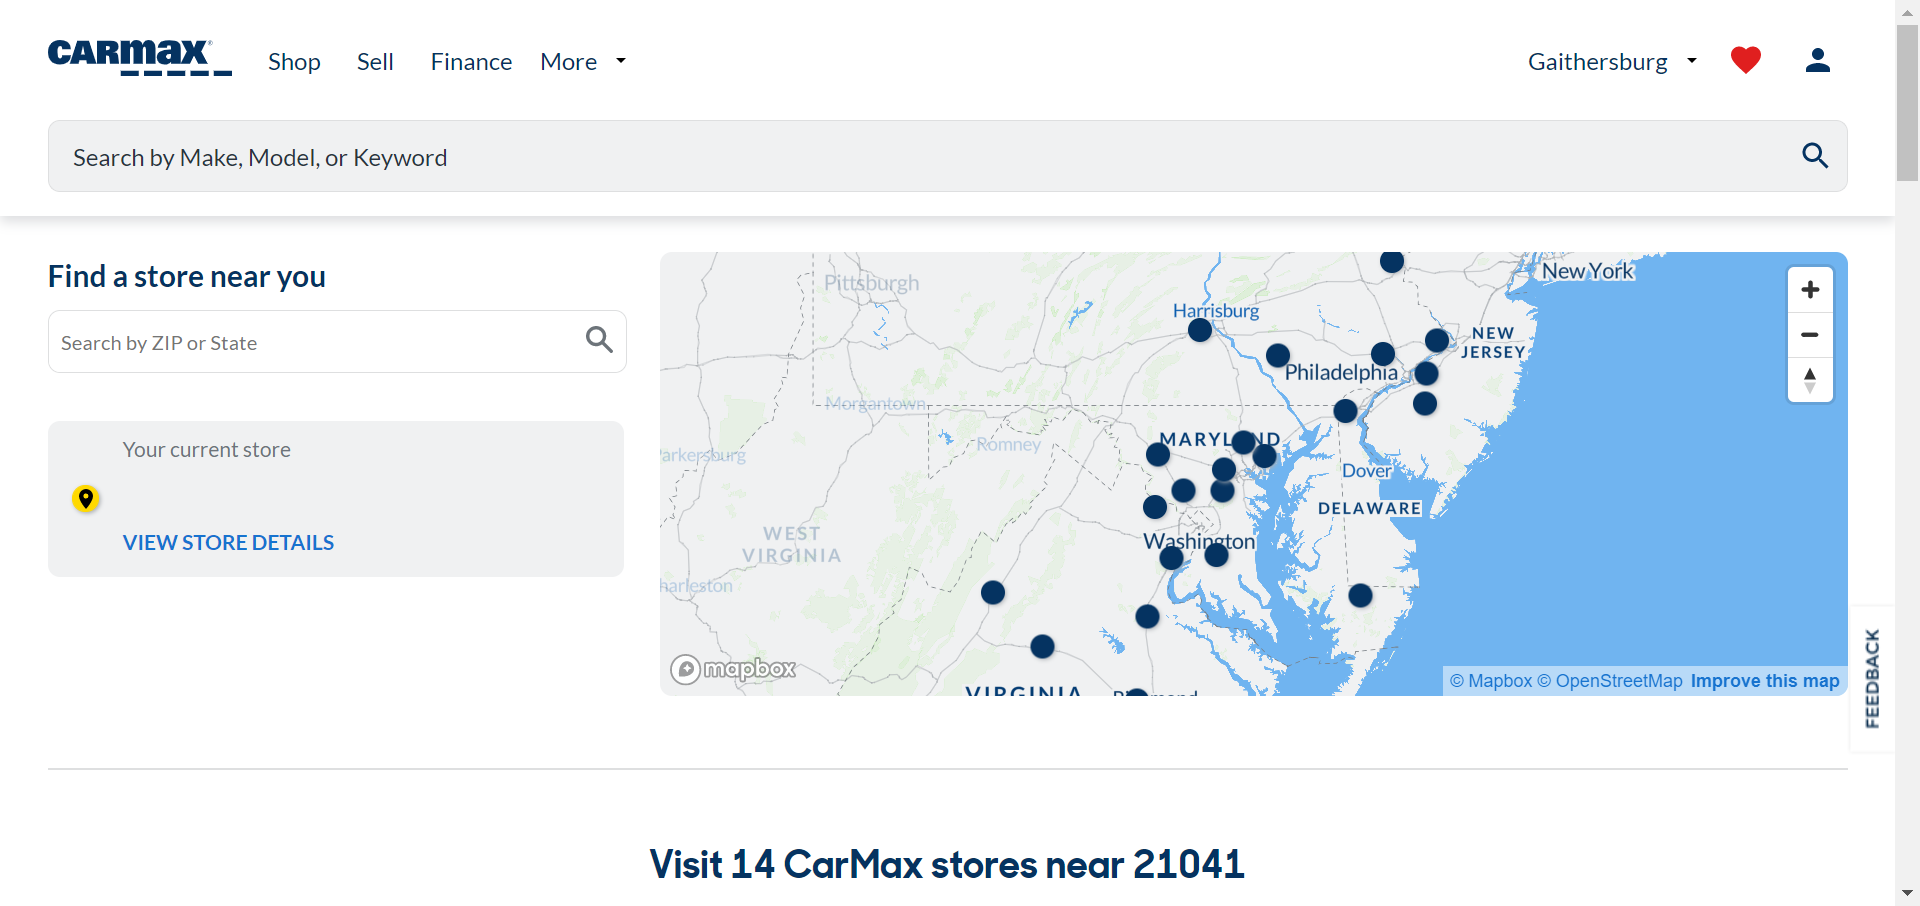 CARMAX
Shop
Sell
Finance
More
Gaithersburg
Search by Make, Model, or Keyword
Find a store near you
Search by ZIP or State
Your current store
VIEW STORE DETAILS
Pittsburgh
New York
Harrisburg
NEW
JERSEY
Philadelphia
Morgantown
MARYLAND
Romney
arkersburg
Dover
DELAWARE
WEST
VIRGINIA
Washington
harleston
mapbox
VIRGINIA
Richmond
© Mapbox © OpenStreetMap Improve this map
FEEDBACK
Visit 14 CarMax stores near 21041